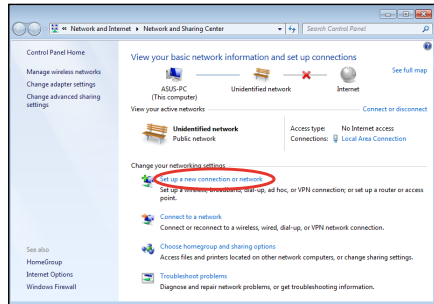 « Network and Internet ▸ Network and Sharing Center
Search Control Panel
Control Panel Home
Manage wireless networks
Change adapter settings
Change advanced sharing
settings
See also
HomeGroup
Internet Options
Windows Firewall
View your basic network information and set up connections
See full map
ASUS-PC
(This computer)
Unidentified network
Internet
View your active networks
Connect or disconnect
Unidentified network
Public network
Access type: No Internet access
Connections: Local Area Connection
Change your networking settings
Set up a new connection or network
Set up a wireless, broadband, dial-up, ad hoc, or VPN connection; or set up a router or access
point.
Connect to a network
Connect or reconnect to a wireless, wired, dial-up, or VPN network connection.
Choose homegroup and sharing options
Access files and printers located on other network computers, or change sharing settings.
Troubleshoot problems
Diagnose and repair network problems, or get troubleshooting information.